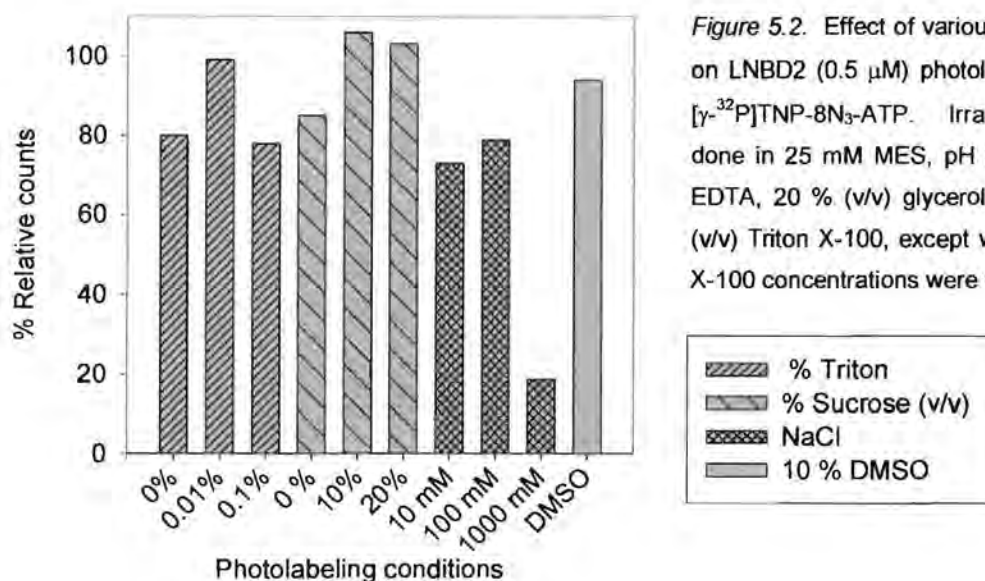 100
80
60
40
20
0
% Relative counts
0%
0.01%
0.1%
0 %
10%
20%
10 mM
100 mM
1000 mM
DMSO
Photolabeling conditions
Figure 5.2. Effect of variou
on LNBD2 (0.5 μM) photol
[γ-³²P]TNP-8N₃-ATP. Irra
done in 25 mM MES, pH
EDTA, 20 % (v/v) glycerol
(v/v) Triton X-100, except w
X-100 concentrations were
% Triton
% Sucrose (v/v)
NaCl
10 % DMSO